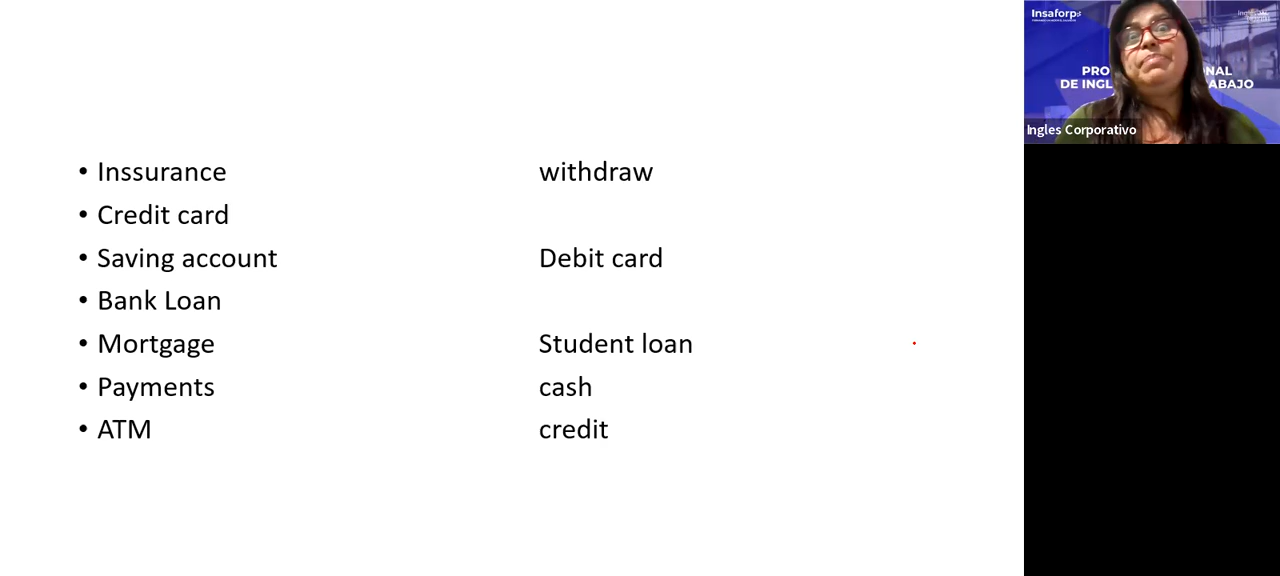 • Inssurance withdraw
• Credit card
• Saving account Debit card
• Bank Loan
• Mortgage Student loan
• Payments cash
• ATM credit
Insaforp
PRO NAL
DE INGL ABAJO
Ingles Corporativo